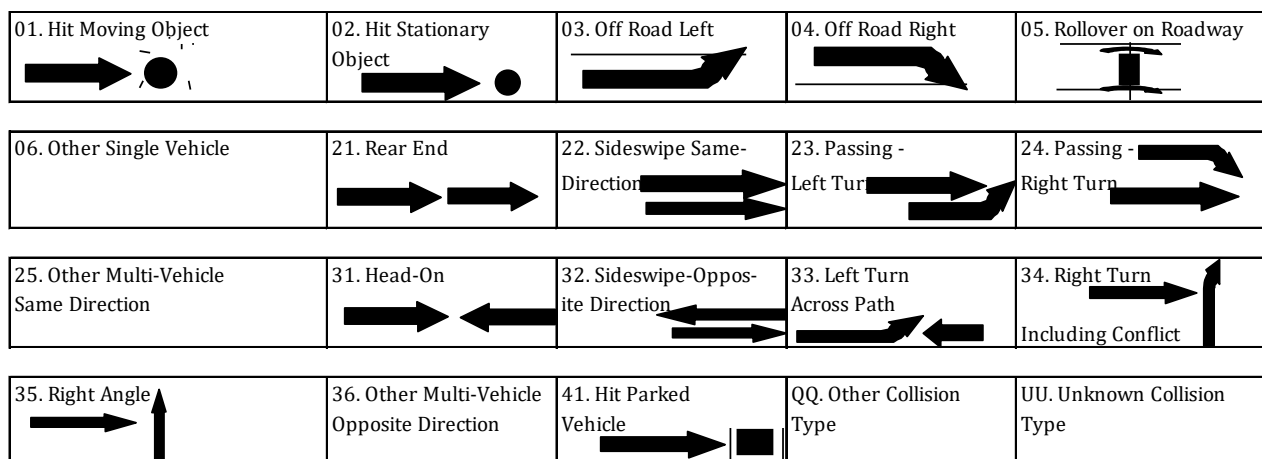 01. Hit Moving Object
02. Hit Stationary
Object
03. Off Road Left
04. Off Road Right
05. Rollover on Roadway
06. Other Single Vehicle
21. Rear End
22. Sideswipe Same-
Direction
23. Passing -
Left Turn
24. Passing -
Right Turn
25. Other Multi-Vehicle
Same Direction
31. Head-On
32. Sideswipe-Oppos-
ite Direction
33. Left Turn
Across Path
34. Right Turn
Including Conflict
35. Right Angle
36. Other Multi-Vehicle
Opposite Direction
41. Hit Parked
Vehicle
QQ. Other Collision
Type
UU. Unknown Collision
Type